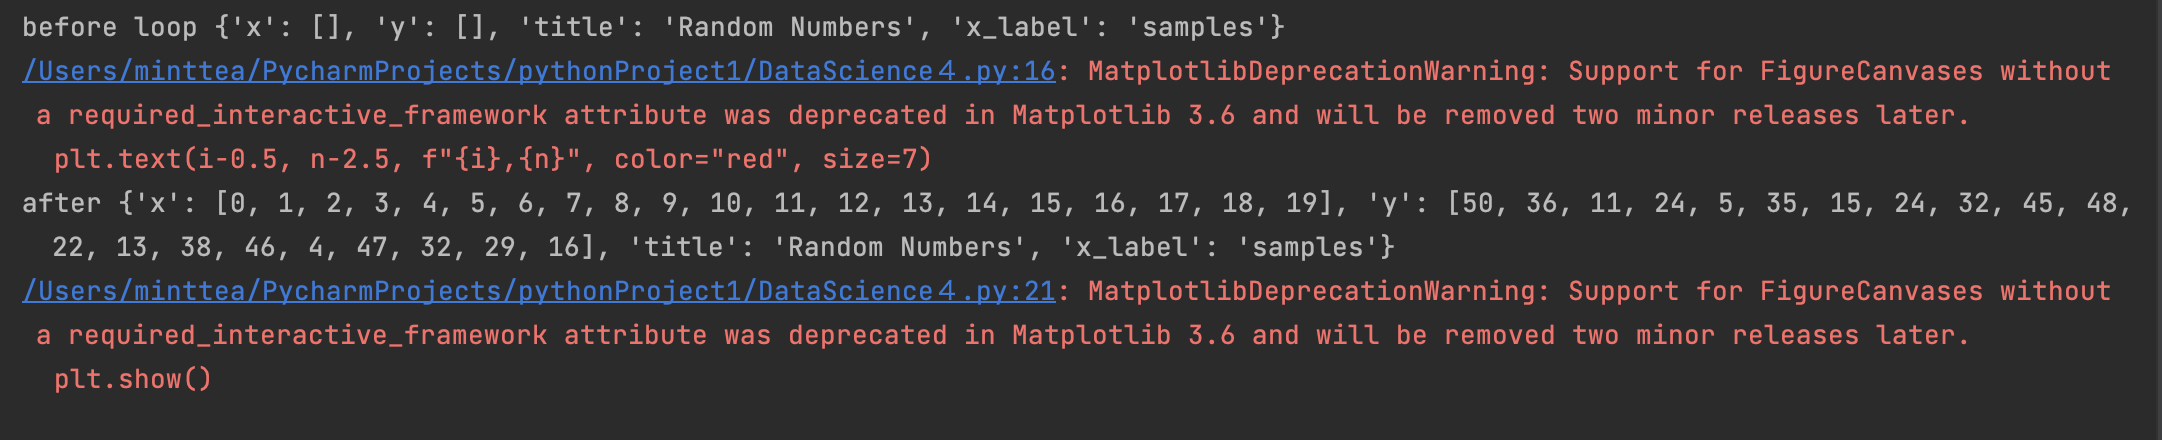 before loop {'x': [], 'y': [], 'title': 'Random Numbers', 'x_label': 'samples'}
/Users/minttea/PycharmProjects/pythonProject1/DataScience４.py:16: MatplotlibDeprecationWarning: Support for FigureCanvases without
a required_interactive_framework attribute was deprecated in Matplotlib 3.6 and will be removed two minor releases later.
plt.text(i-0.5, n-2.5, f"{i},{n}", color="red", size=7)
after {'x': [0, 1, 2, 3, 4, 5, 6, 7, 8, 9, 10, 11, 12, 13, 14, 15, 16, 17, 18, 19], 'y': [50, 36, 11, 24, 5, 35, 15, 24, 32, 45, 48,
22, 13, 38, 46, 4, 47, 32, 29, 16], 'title': 'Random Numbers', 'x_label': 'samples'}
/Users/minttea/PycharmProjects/pythonProject1/DataScience４.py:21: MatplotlibDeprecationWarning: Support for FigureCanvases without
a required_interactive_framework attribute was deprecated in Matplotlib 3.6 and will be removed two minor releases later.
plt.show()